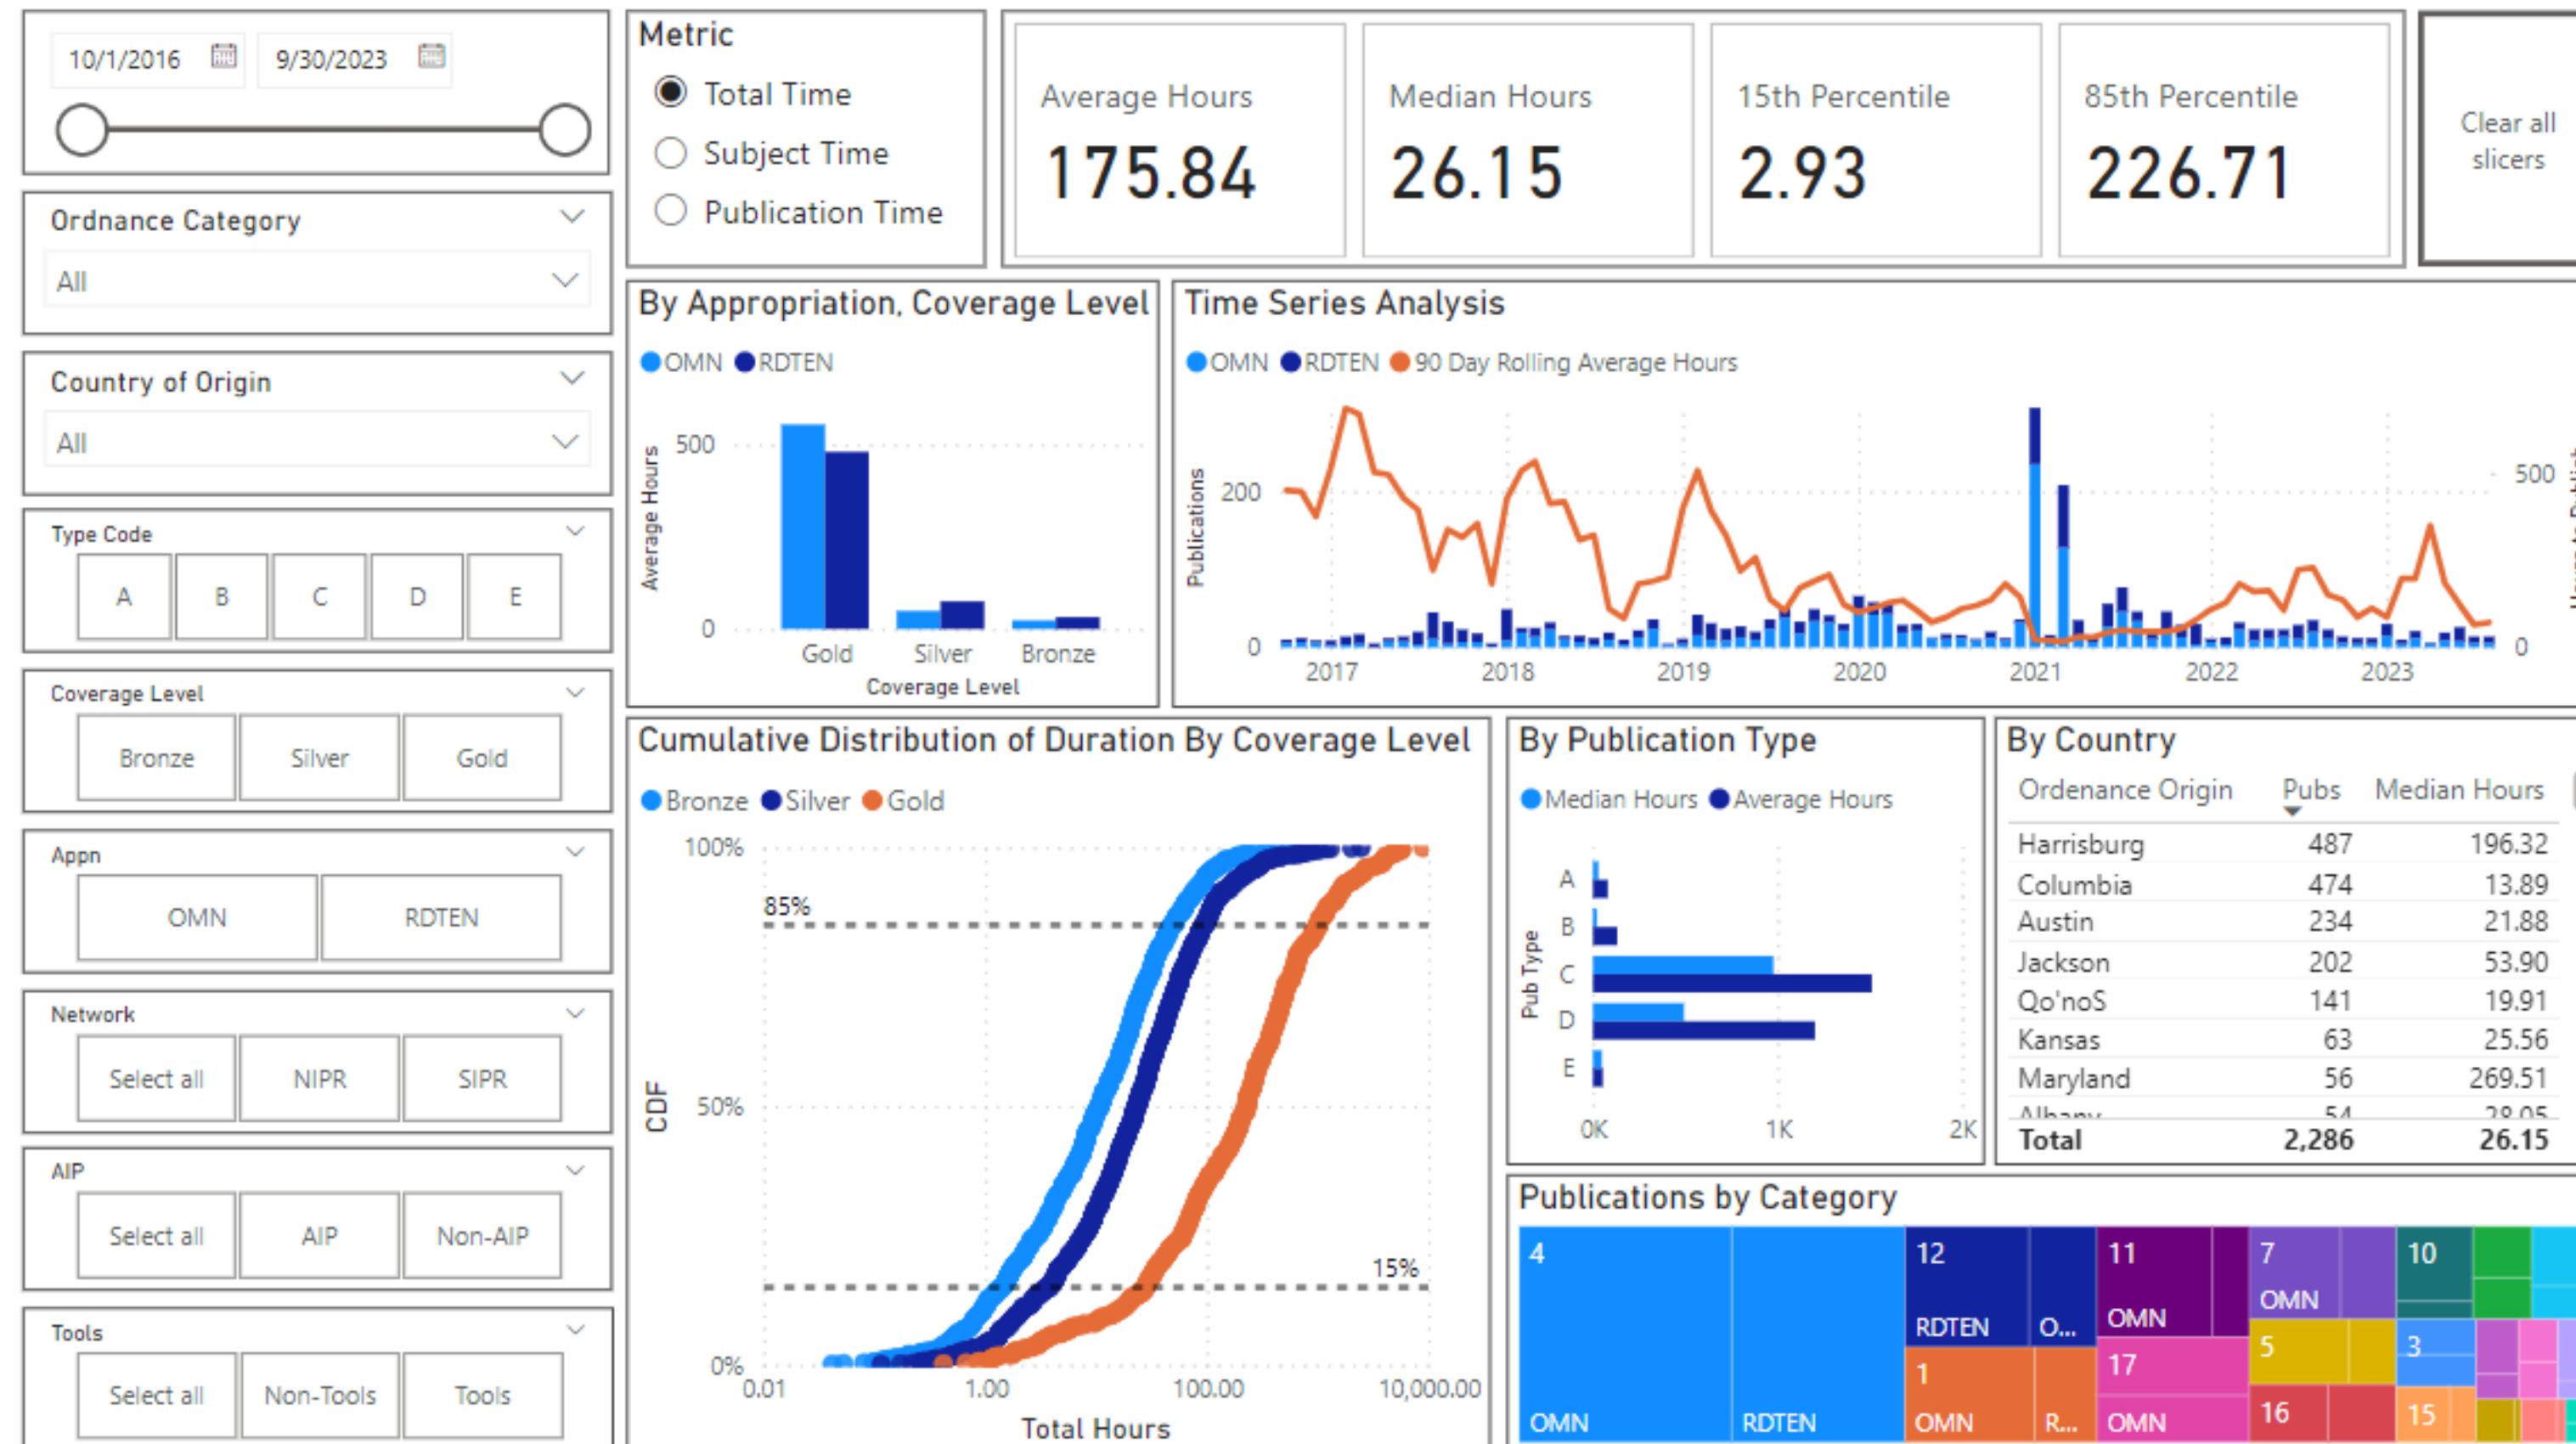 10/1/2016
9/30/2023
Ordnance Category
All
Country of Origin
All
Type Code
A B C D E
Coverage Level
Bronze Silver Gold
Appn
OMN RDTEN
Network
Select all NIPR SIPR
AIP
Select all AIP Non-AIP
Tools
Select all Non-Tools Tools
Metric
Total Time
Subject Time
Publication Time
Average Hours
175.84
Median Hours
26.15
15th Percentile
2.93
85th Percentile
226.71
Clear all
slicers
By Appropriation, Coverage Level
OMN RDTEN
Average Hours
500
0
Gold Silver Bronze
Coverage Level
Time Series Analysis
OMN RDTEN 90 Day Rolling Average Hours
Publications
200
0
500
0
2017 2018 2019 2020 2021 2022 2023
Cumulative Distribution of Duration By Coverage Level
Bronze Silver Gold
CDF
100%
85%
50%
15%
0%
0.01 1.00 100.00 10,000.00
Total Hours
By Publication Type
Median Hours Average Hours
Pub Type
A
B
C
D
E
0K 1K 2K
By Country
Ordenance Origin Pubs Median Hours
Harrisburg 487 196.32
Columbia 474 13.89
Austin 234 21.88
Jackson 202 53.90
Qo'noS 141 19.91
Kansas 63 25.56
Maryland 56 269.51
Albany 54 28.05
Total 2,286 26.15
Publications by Category
4
OMN
RDTEN
12
RDTEN
O...
1
OMN
R...
11
OMN
17
OMN
7
OMN
5
16
10
3
15